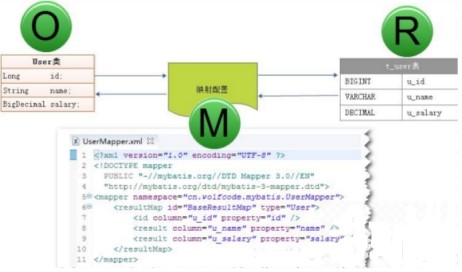 O
R
User类
Long id;
String name;
BigDecimal salary;
映射配置
t_user类
BIGINT u_id
VARCHAR u_name
DECIMAL u_salary
M
UserMapper.xml
1 <?xml version="1.0" encoding="UTF-8" ?>
2 <!DOCTYPE mapper
3 PUBLIC "-//mybatis.org//DTD Mapper 3.0//EN"
4 "http://mybatis.org/dtd/mybatis-3-mapper.dtd">
5 <mapper namespace="cn.wolfcode.mybatis.UserMapper">
6 <resultMap id="BaseResultMap" type="User">
7 <id column="u_id" property="id" />
8 <result column="u_name" property="name" />
9 <result column="u_salary" property="salary"
10 </resultMap>
11 </mapper>